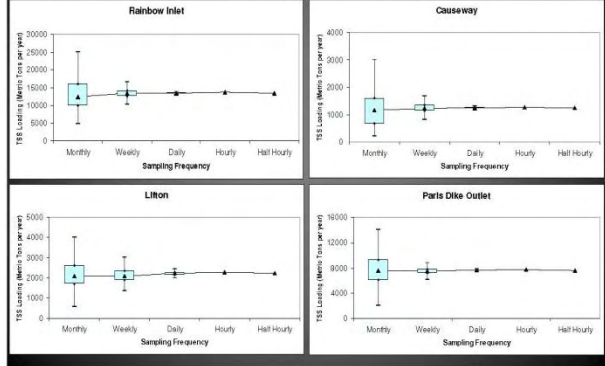 Rainbow Inlet
TSS Loading (Metric Tons per year)
30000
25000
20000
15000
10000
5000
0
Monthly Weekly Daily Hourly Half Hourly
Sampling Frequency
Causeway
TSS Loading (Metric Tons per year)
4000
3000
2000
1000
0
Monthly Weekly Daily Hourly Half Hourly
Sampling Frequency
Lifton
TSS Loading (Metric Tons per year)
5000
4000
3000
2000
1000
0
Monthly Weekly Daily Hourly Half Hourly
Sampling Frequency
Paris Dike Outlet
TSS Loading (Metric Tons per year)
16000
12000
8000
4000
0
Monthly Weekly Daily Hourly Half Hourly
Sampling Frequency